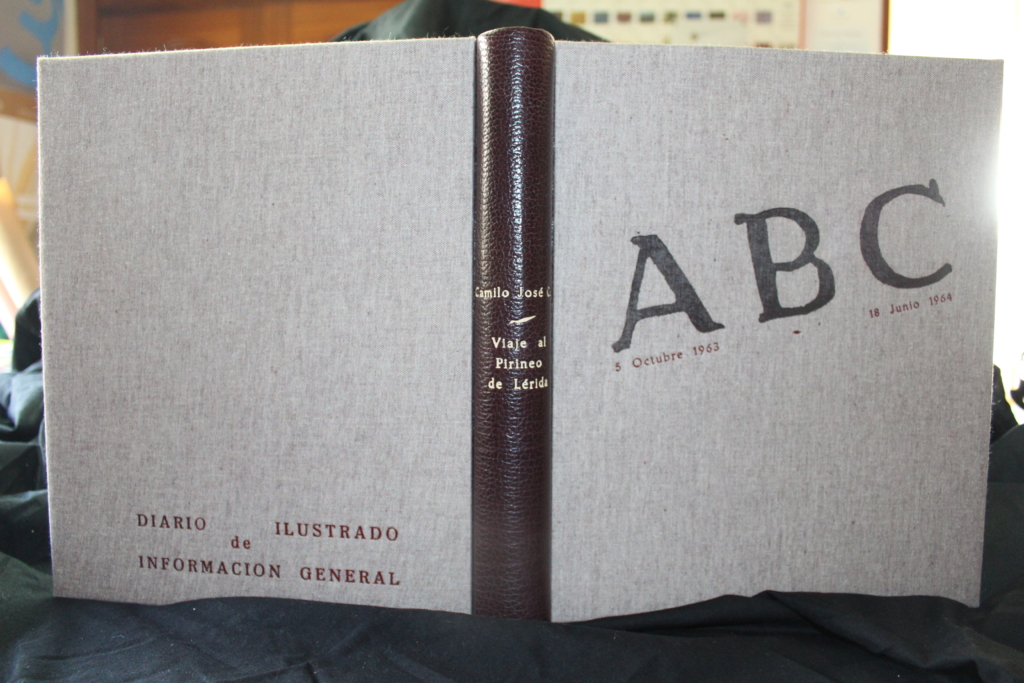 DIARIO ILUSTRADO
de
INFORMACION GENERAL
Camilo José C
Viaje al
Pirineo
de Lérida
ABC
5 Octubre 1963
18 Junio 1964